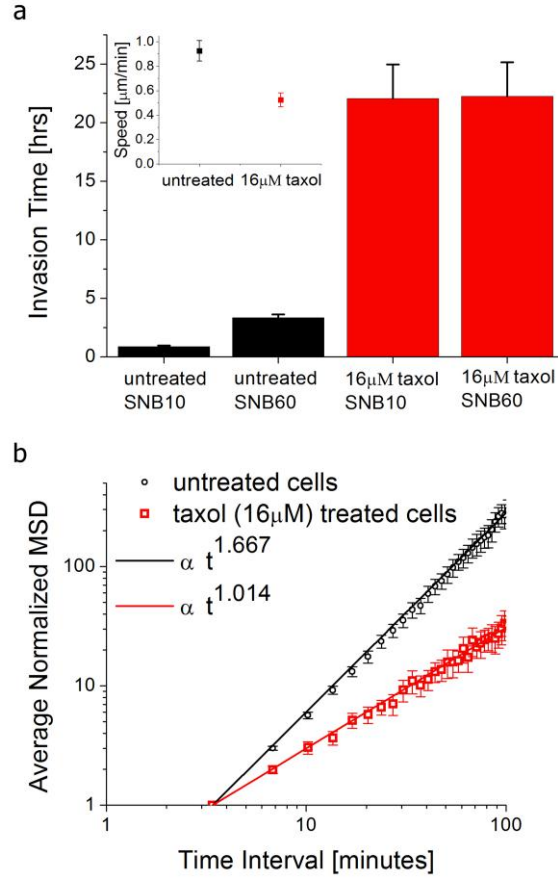 a
Invasion Time [hrs]
25
20
15
10
5
0
Speed [μm/min]
1.0
0.8
0.6
0.4
0.2
0.0
untreated 16μM taxol
untreated SNB10
untreated SNB60
16μM taxol SNB10
16μM taxol SNB60
b
untreated cells
taxol (16μM) treated cells
α t^1.667
α t^1.014
Average Normalized MSD
100
10
1
1 10 100
Time Interval [minutes]